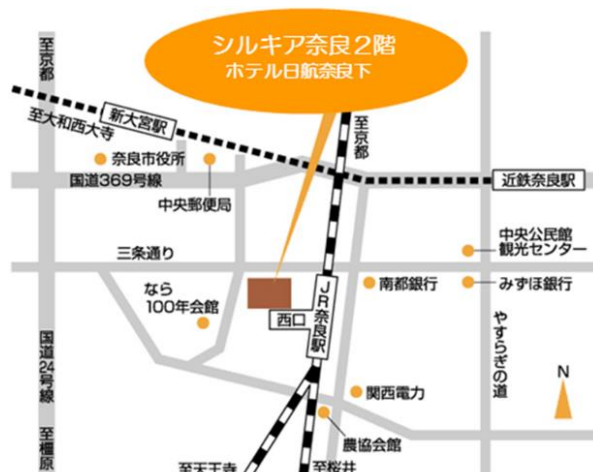 シルキア奈良2階
ホテル日航奈良下
至京都
至大和西大寺
新大宮駅
至京都
奈良市役所
国道369号線
中央郵便局
近鉄奈良駅
三条通り
中央公民館
観光センター
なら
100年会館
西口
JR奈良駅
南都銀行
みずほ銀行
やすらぎの道
国道24号線
関西電力
N
農協会館
至橿原
至天王寺
至桜井